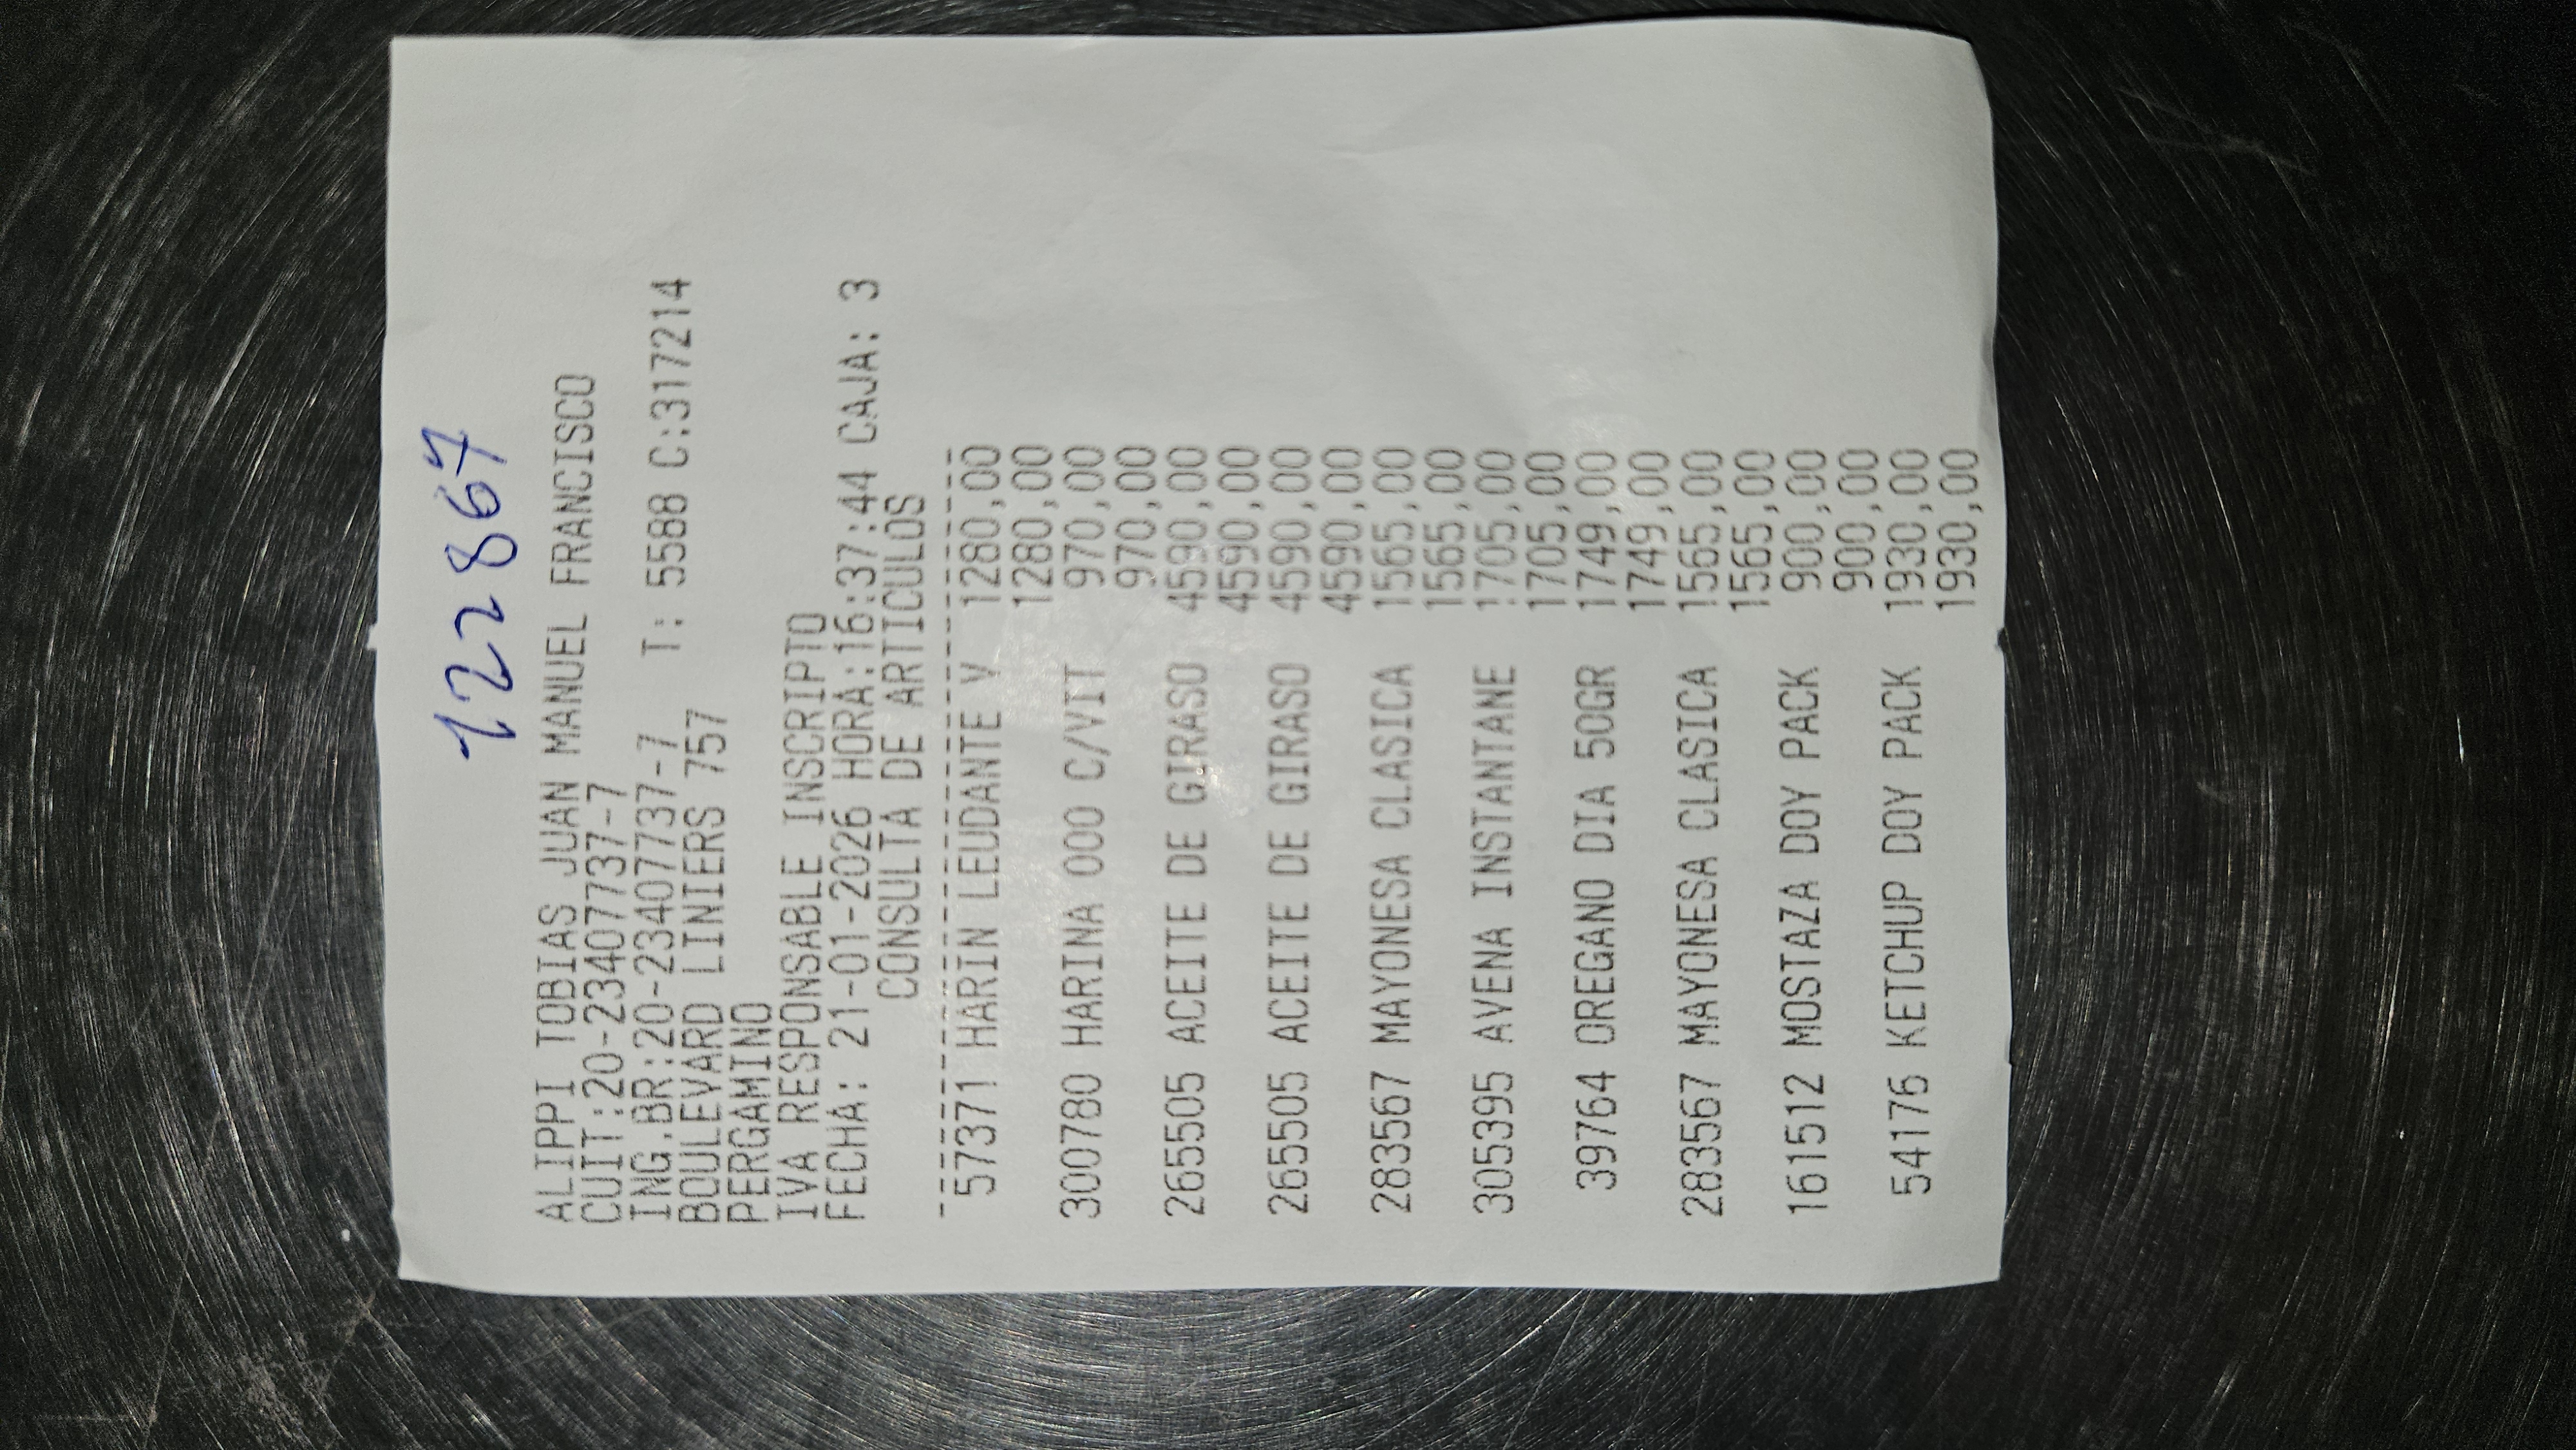 122867
ALIPPI TOBIAS JUAN MANUEL FRANCISCO
CUIT:20-23407737-7
ING.BR:20-23407737-7 T: 5588 C:317214
BOULEVARD LINIERS 757
PERGAMINO
IVA RESPONSABLE INSCRIPTO
FECHA: 21-01-2026 HORA:16:37:44 CAJA: 3
CONSULTA DE ARTICULOS
----------------------------------------
57371 HARIN LEUDANTE V 1280,00
1280,00
300780 HARINA 000 C/VIT 970,00
970,00
265505 ACEITE DE GIRASO 4590,00
4590,00
265505 ACEITE DE GIRASO 4590,00
4590,00
283567 MAYONESA CLASICA 1565,00
1565,00
305395 AVENA INSTANTANE 1705,00
1705,00
39764 OREGANO DIA 50GR 1749,00
1749,00
283567 MAYONESA CLASICA 1565,00
1565,00
161512 MOSTAZA DOY PACK 900,00
900,00
54176 KETCHUP DOY PACK 1930,00
1930,00